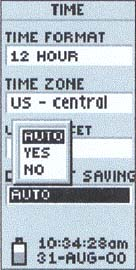 TIME
TIME FORMAT
12 HOUR
TIME ZONE
US - Central
AUTO
YES
NO
SAVING
AUTO
10:34:28am
31-AUG-00